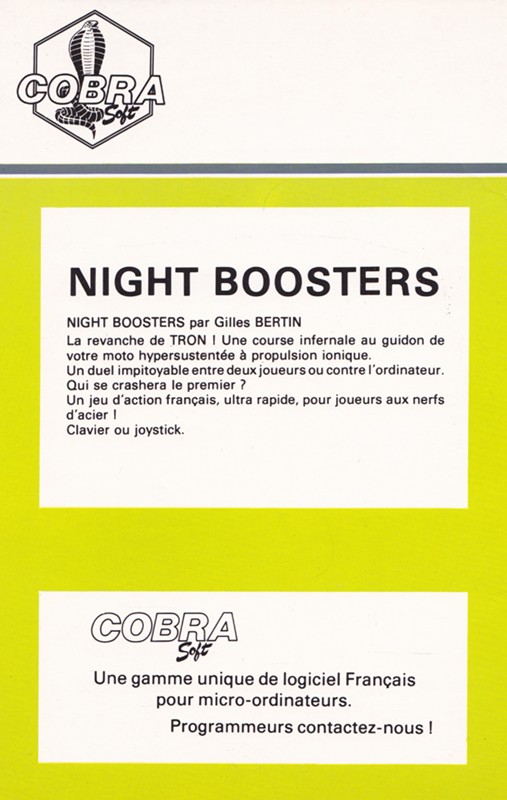 COBRA
Soft
NIGHT BOOSTERS
NIGHT BOOSTERS par Gilles BERTIN
La revanche de TRON ! Une course infernale au guidon de
votre moto hypersustentée à propulsion ionique.
Un duel impitoyable entre deux joueurs ou contre l'ordinateur.
Qui se crashera le premier ?
Un jeu d'action français, ultra rapide, pour joueurs aux nerfs
d'acier !
Clavier ou joystick.
COBRA
Soft
Une gamme unique de logiciel Français
pour micro-ordinateurs.
Programmeurs contactez-nous !